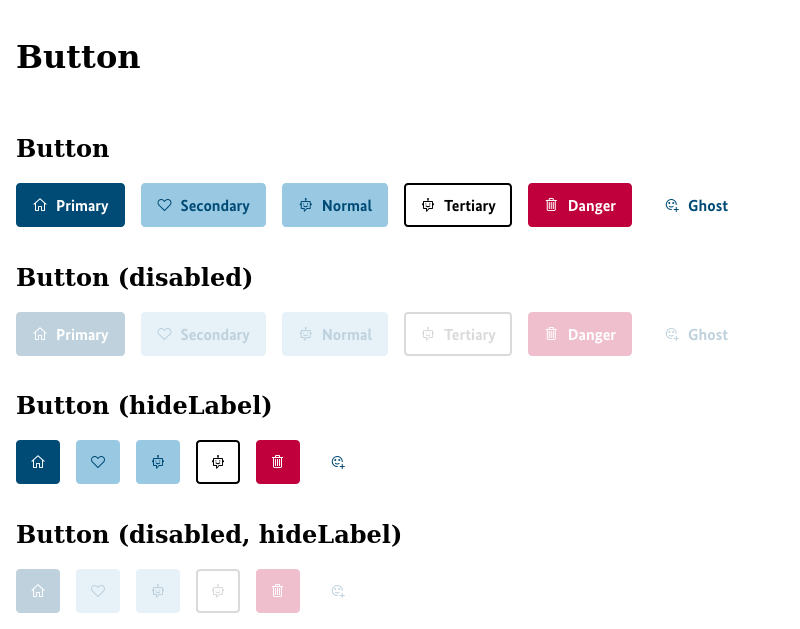 Button
Button
Primary Secondary Normal Tertiary Danger Ghost
Button (disabled)
Primary Secondary Normal Tertiary Danger Ghost
Button (hideLabel)
Button (disabled, hideLabel)